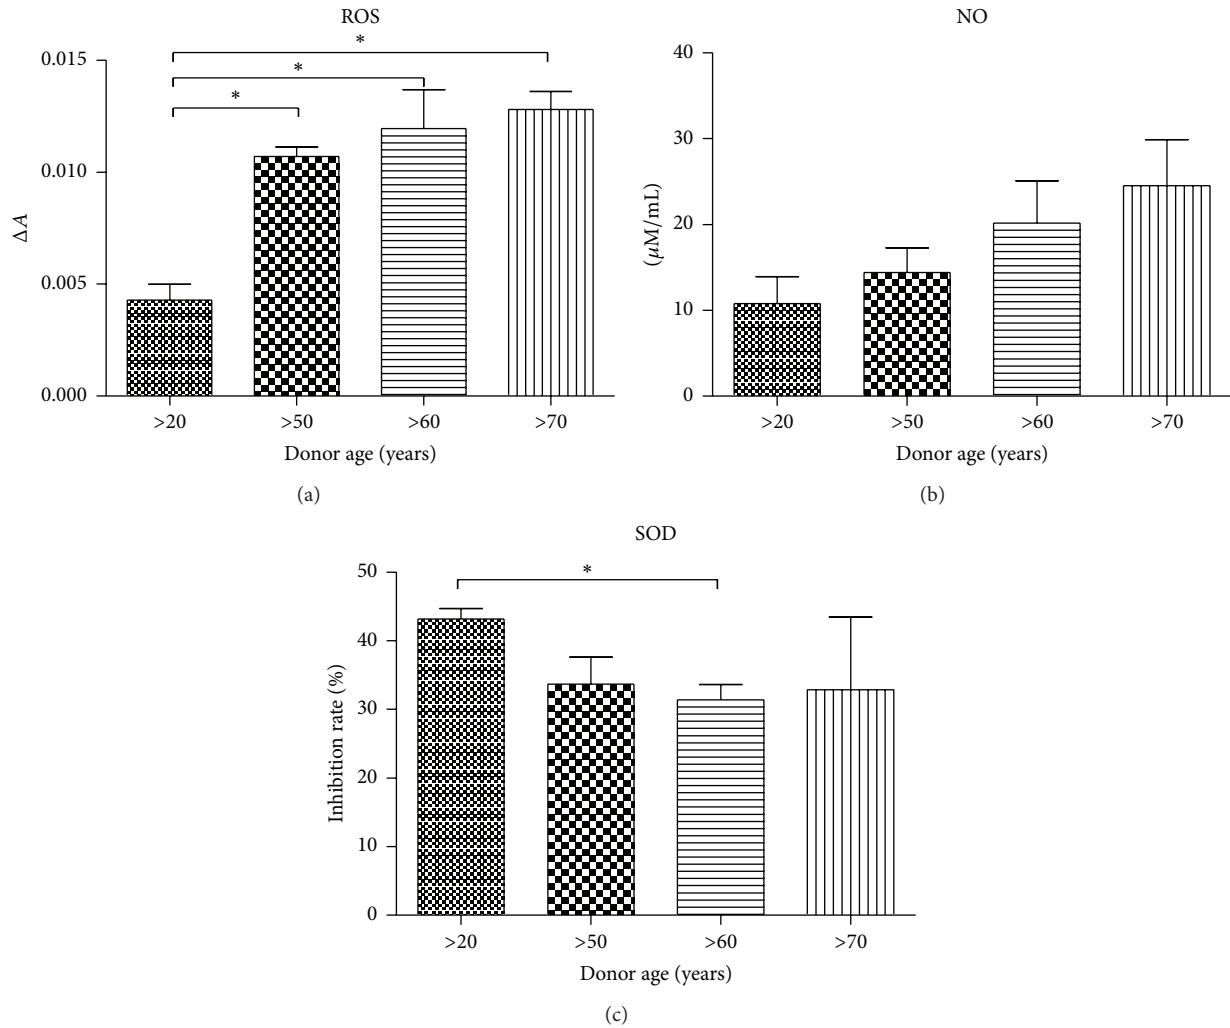 ROS
*
*
*
0.015
0.010
0.005
0.000
ΔA
>20 >50 >60 >70
Donor age (years)
(a)
NO
40
30
20
10
0
(μM/mL)
>20 >50 >60 >70
Donor age (years)
(b)
SOD
*
50
40
30
20
10
0
Inhibition rate (%)
>20 >50 >60 >70
Donor age (years)
(c)